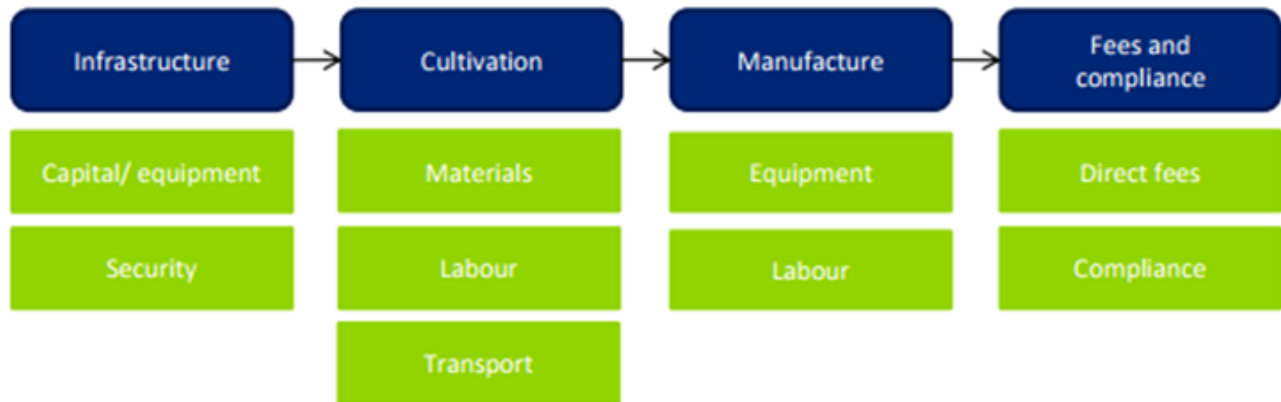 Infrastructure
Cultivation
Manufacture
Fees and
compliance
Capital/ equipment
Materials
Equipment
Direct fees
Security
Labour
Labour
Compliance
Transport